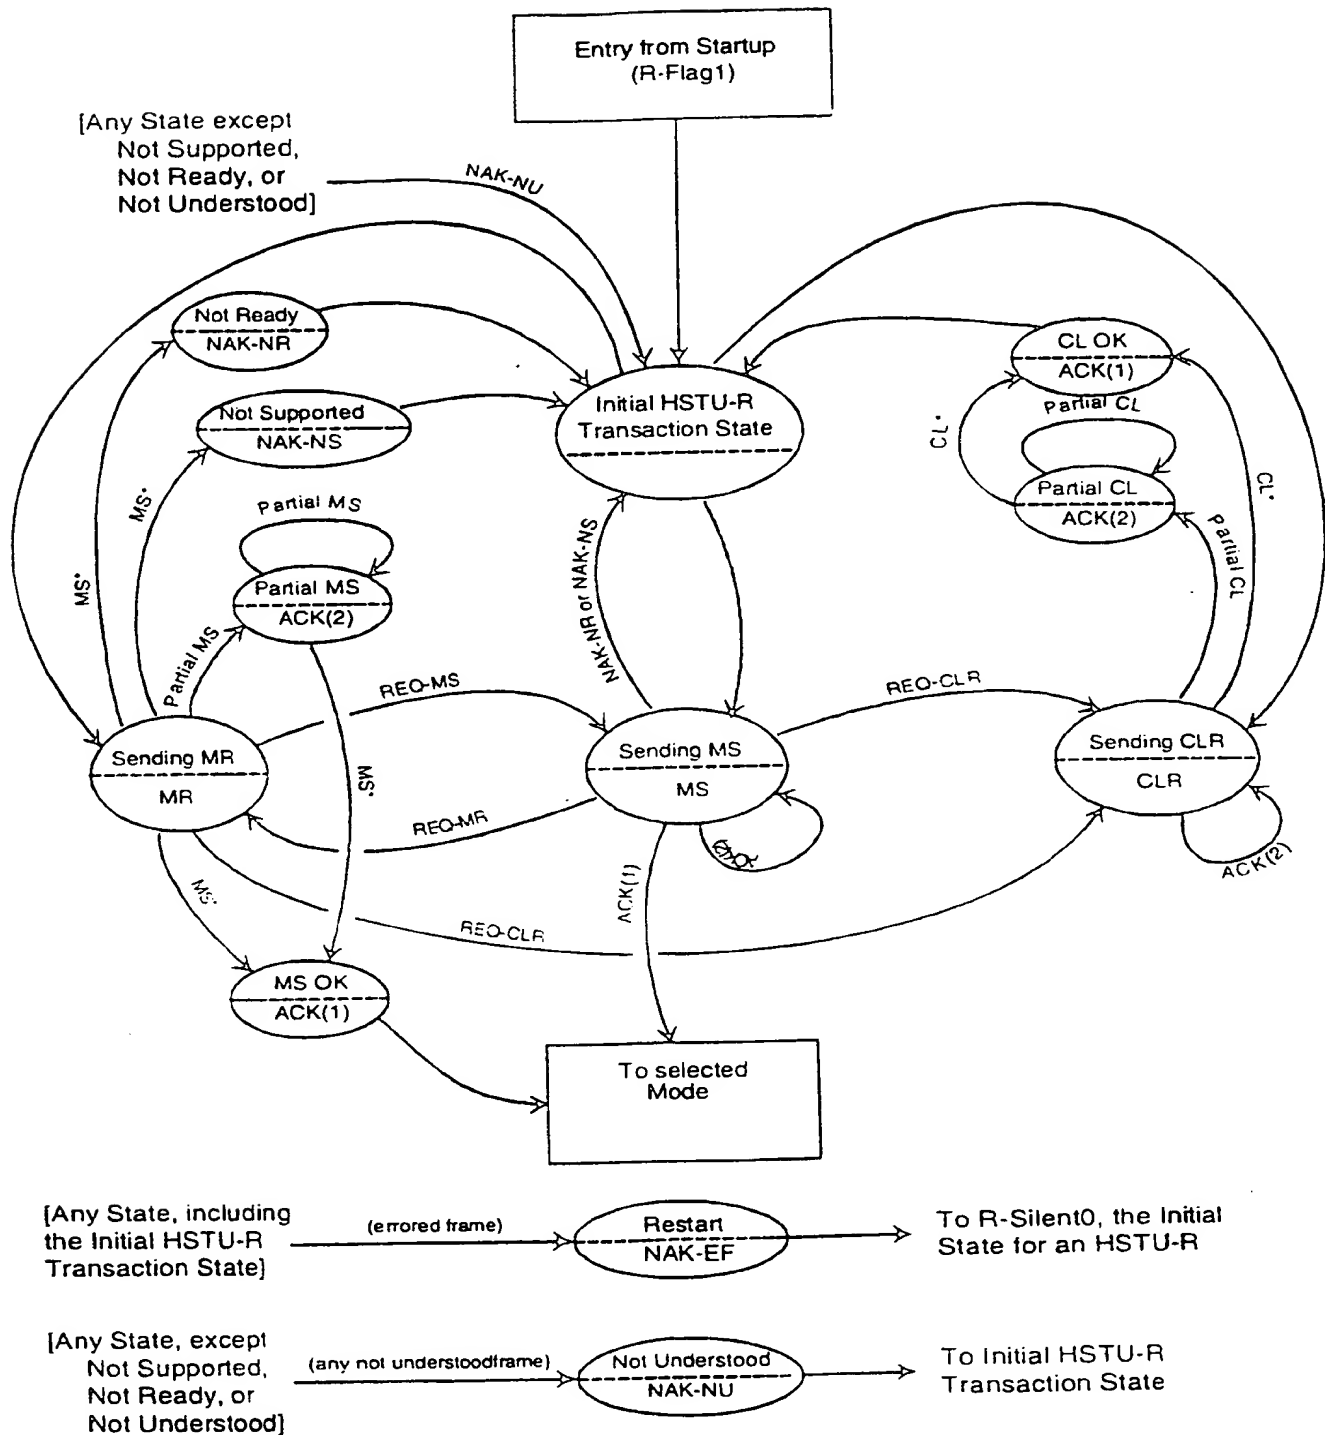 Entry from Startup
(R-Flag1)
[Any State except
Not Supported,
Not Ready, or
Not Understood]
NAK-NU
Not Ready
NAK-NR
CL OK
ACK(1)
Not Supported
NAK-NS
Initial HSTU-R
Transaction State
Partial CL
CL*
CL*
Partial CL
ACK(2)
Partial CL
MS*
MS*
Partial MS
Partial MS
ACK(2)
NAK-NR or NAK-NS
Partial MS
REQ-MS
REQ-CLR
Sending MR
MR
MS*
Sending MS
MS
Sending CLR
CLR
REQ-MR
ACK(2)
MS*
ACK(1)
REQ-CLR
MS OK
ACK(1)
To selected
Mode
[Any State, including
the Initial HSTU-R
Transaction State]
(errored frame)
Restart
NAK-EF
To R-Silent0, the Initial
State for an HSTU-R
[Any State, except
Not Supported,
Not Ready, or
Not Understood]
(any not understoodframe)
Not Understood
NAK-NU
To Initial HSTU-R
Transaction State